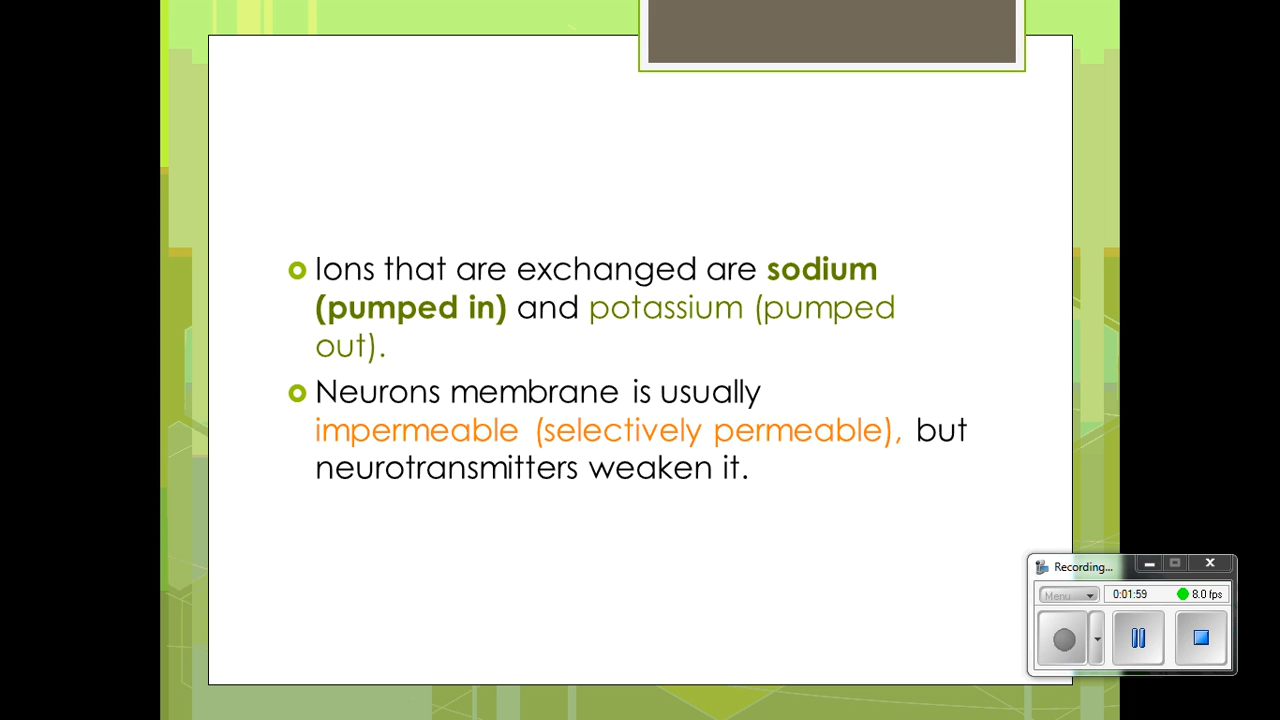 Ions that are exchanged are sodium
(pumped in) and potassium (pumped
out).
Neurons membrane is usually
impermeable (selectively permeable), but
neurotransmitters weaken it.
Recording...
Menu
0:01:59
8.0 fps